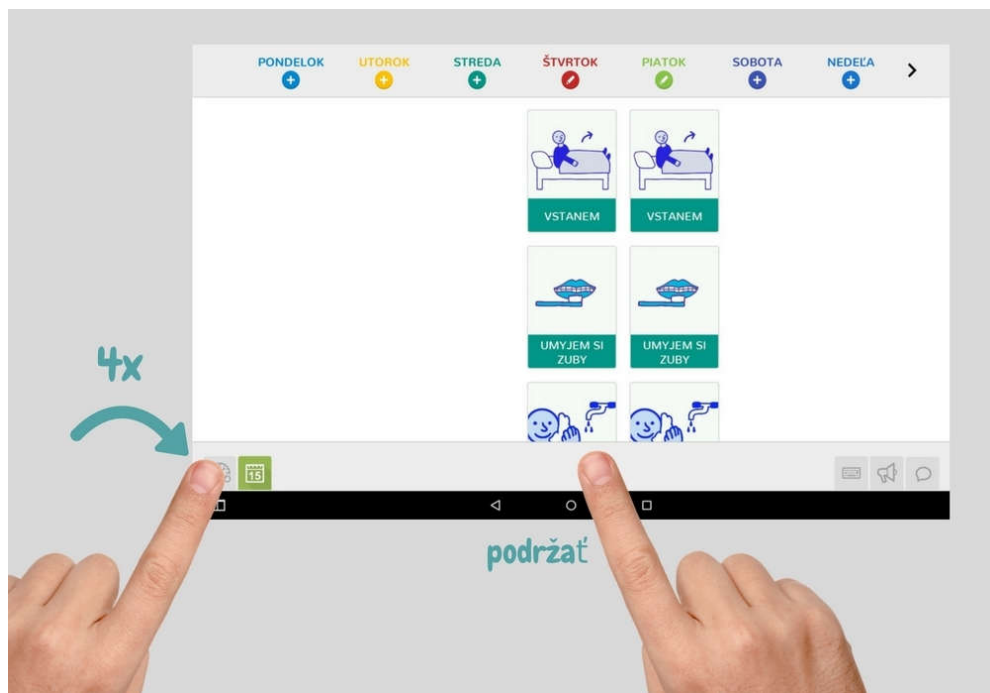 PONDELOK UTOROK STREDA ŠTVRTOK PIATOK SOBOTA NEDEĽA
VSTANEM VSTANEM
UMYJEM SI ZUBY UMYJEM SI ZUBY
4x
15
podržať